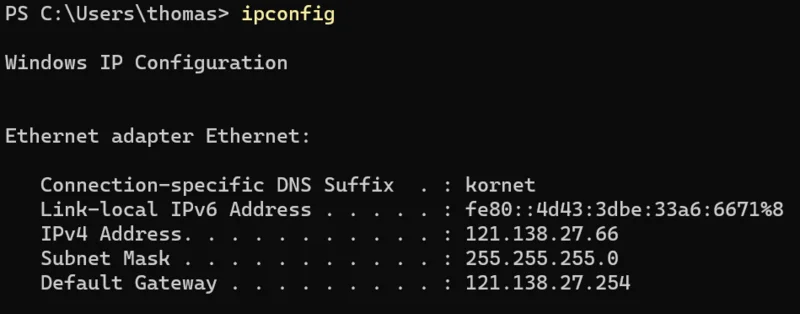 PS C:\Users\thomas> ipconfig
Windows IP Configuration
Ethernet adapter Ethernet:
Connection-specific DNS Suffix  . : kornet
Link-local IPv6 Address . . . . . : fe80::4d43:3dbe:33a6:6671%8
IPv4 Address. . . . . . . . . . . : 121.138.27.66
Subnet Mask . . . . . . . . . . . : 255.255.255.0
Default Gateway . . . . . . . . . : 121.138.27.254